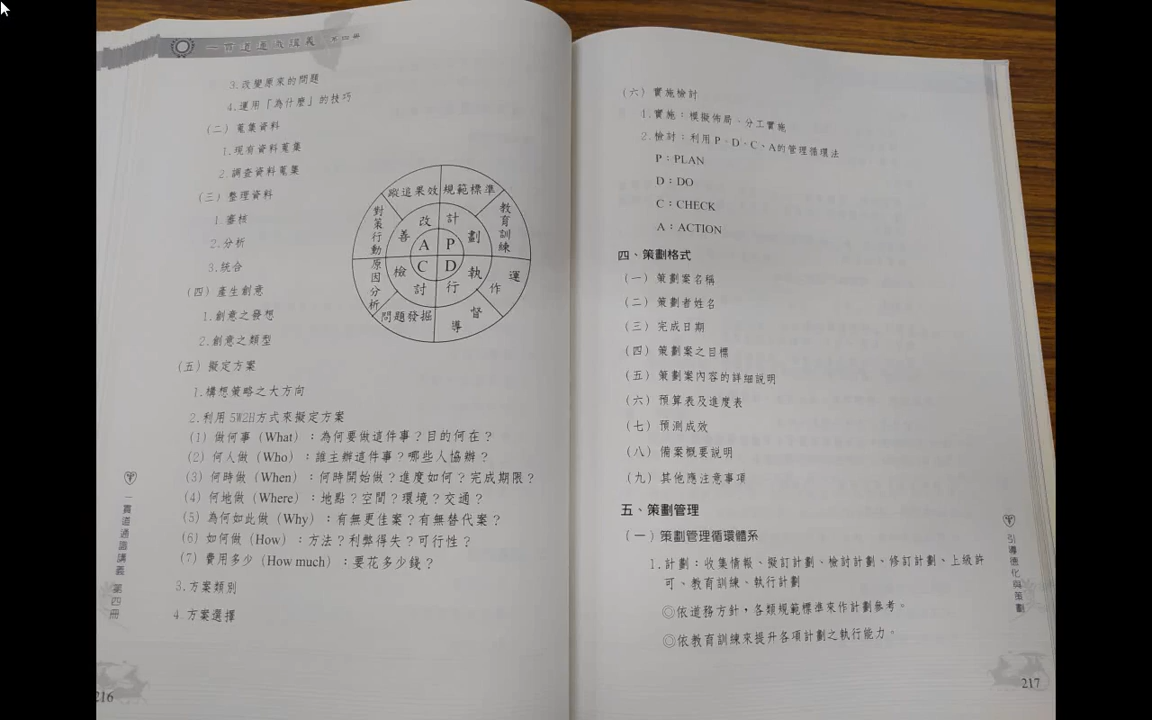 一貫道通識講義 第四冊
3.改變原來的問題
4.運用「為什麼」的技巧
(二) 蒐集資料
1.現有資料蒐集
2.調查資料蒐集
(三) 整理資料
1.審核
2.分析
3.統合
(四) 產生創意
1.創意之發想
2.創意之類型
(五) 擬定方案
1.構想策略之大方向
2.利用 5W2H方式來擬定方案
(1) 做何事 (What) :為何要做這件事?目的何在?
(2) 何人做 (Who) :誰主辦這件事?哪些人協辦?
(3) 何時做 (When) :何時開始做?進度如何?完成期限?
(4) 何地做 (Where) :地點?空間?環境?交通?
(5) 為何如此做 (Why) :有無更佳案?有無替代案?
(6) 如何做 (How) :方法?利弊得失?可行性?
(7) 費用多少 (How much) :要花多少錢?
3.方案類別
4.方案選擇
蹤追果效
規範標準
對策行動
教育訓練
改善
計劃
A
P
C
D
檢討
執行
原因分析
運作
問題發掘
督導
一貫道通識講義 第四冊
216
(六) 實施檢討
1.實施:模擬佈局、分工實施
2.檢討:利用 P、D、C、A的管理循環法
P:PLAN
D:DO
C:CHECK
A:ACTION
四、策劃格式
(一) 策劃案名稱
(二) 策劃者姓名
(三) 完成日期
(四) 策劃案之目標
(五) 策劃案內容的詳細說明
(六) 預算表及進度表
(七) 預測成效
(八) 備案概要說明
(九) 其他應注意事項
五、策劃管理
(一) 策劃管理循環體系
1.計劃:收集情報、擬訂計劃、檢討計劃、修訂計劃、上級許
可、教育訓練、執行計劃
◎依道務方針,各類規範標準來作計劃參考。
◎依教育訓練來提升各項計劃之執行能力。
引導德化與策劃
217